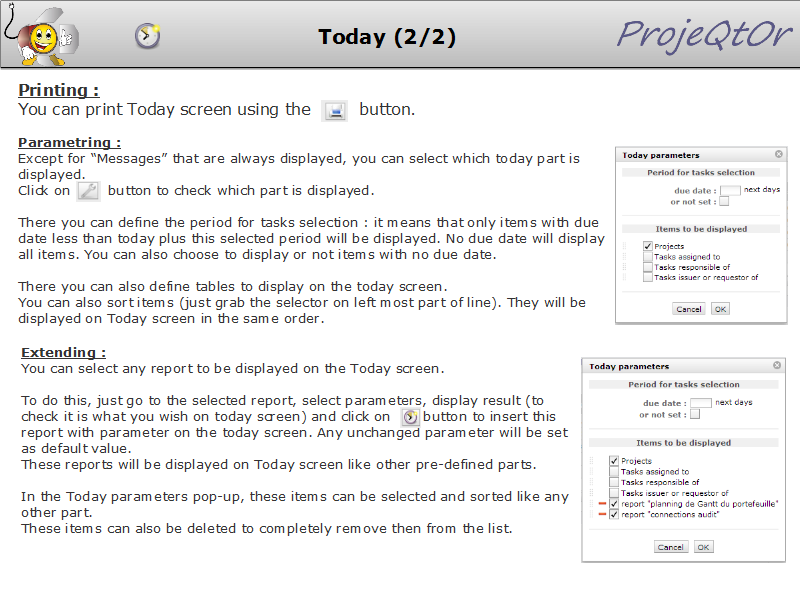 Today (2/2)
ProjeQtOr
Printing :
You can print Today screen using the button.
Parametring :
Except for “Messages” that are always displayed, you can select which today part is
displayed.
Click on button to check which part is displayed.
There you can define the period for tasks selection : it means that only items with due
date less than today plus this selected period will be displayed. No due date will display
all items. You can also choose to display or not items with no due date.
There you can also define tables to display on the today screen.
You can also sort items (just grab the selector on left most part of line). They will be
displayed on Today screen in the same order.
Today parameters
Period for tasks selection
due date : next days
or not set :
Items to be displayed
Projects
Tasks assigned to
Tasks responsible of
Tasks issuer or requestor of
Cancel OK
Extending :
You can select any report to be displayed on the Today screen.
To do this, just go to the selected report, select parameters, display result (to
check it is what you wish on today screen) and click on button to insert this
report with parameter on the today screen. Any unchanged parameter will be set
as default value.
These reports will be displayed on Today screen like other pre-defined parts.
In the Today parameters pop-up, these items can be selected and sorted like any
other part.
These items can also be deleted to completely remove then from the list.
Today parameters
Period for tasks selection
due date : next days
or not set :
Items to be displayed
Projects
Tasks assigned to
Tasks responsible of
Tasks issuer or requestor of
report "planning de Gantt du portefeuille"
report "connections audit"
Cancel OK